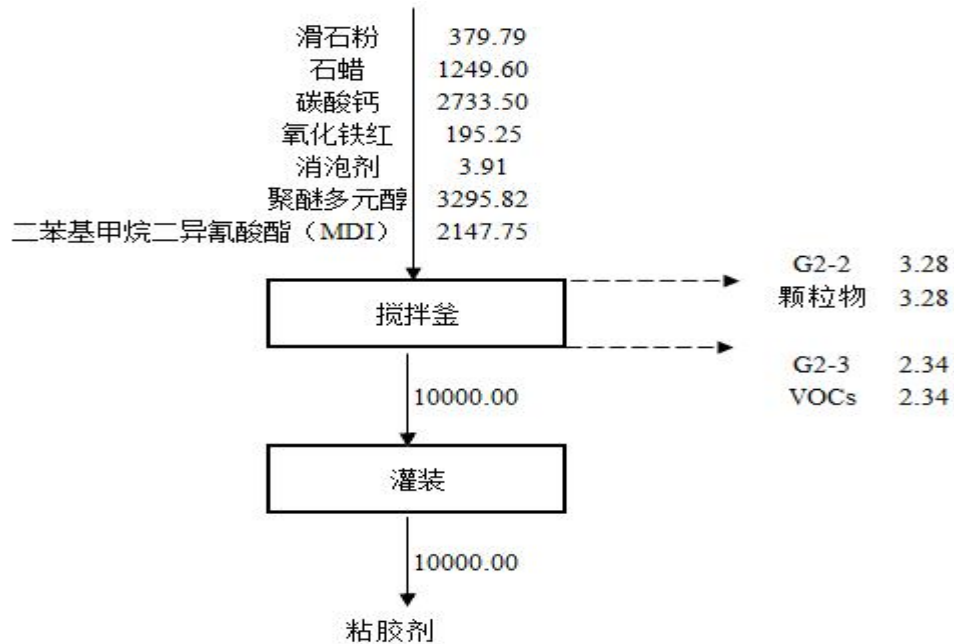 滑石粉 379.79
石蜡 1249.60
碳酸钙 2733.50
氧化铁红 195.25
消泡剂 3.91
聚醚多元醇 3295.82
二苯基甲烷二异氰酸酯（MDI） 2147.75
G2-2 3.28
颗粒物 3.28
搅拌釜
G2-3 2.34
VOCs 2.34
10000.00
灌装
10000.00
粘胶剂